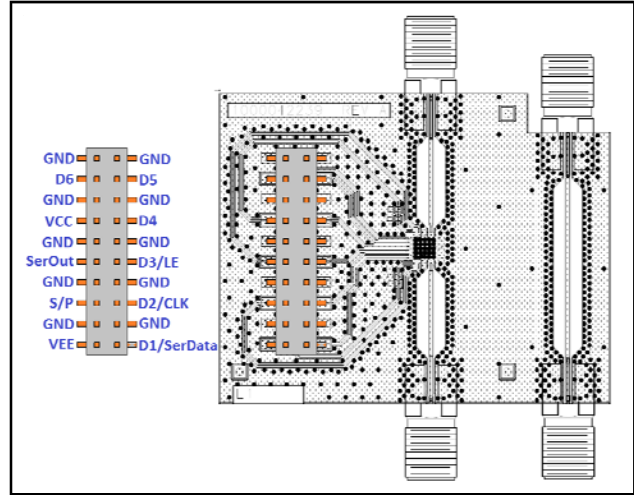 GND GND
D6 D5
GND GND
VCC D4
GND GND
SerOut D3/LE
GND GND
S/P D2/CLK
GND GND
VEE D1/SerData